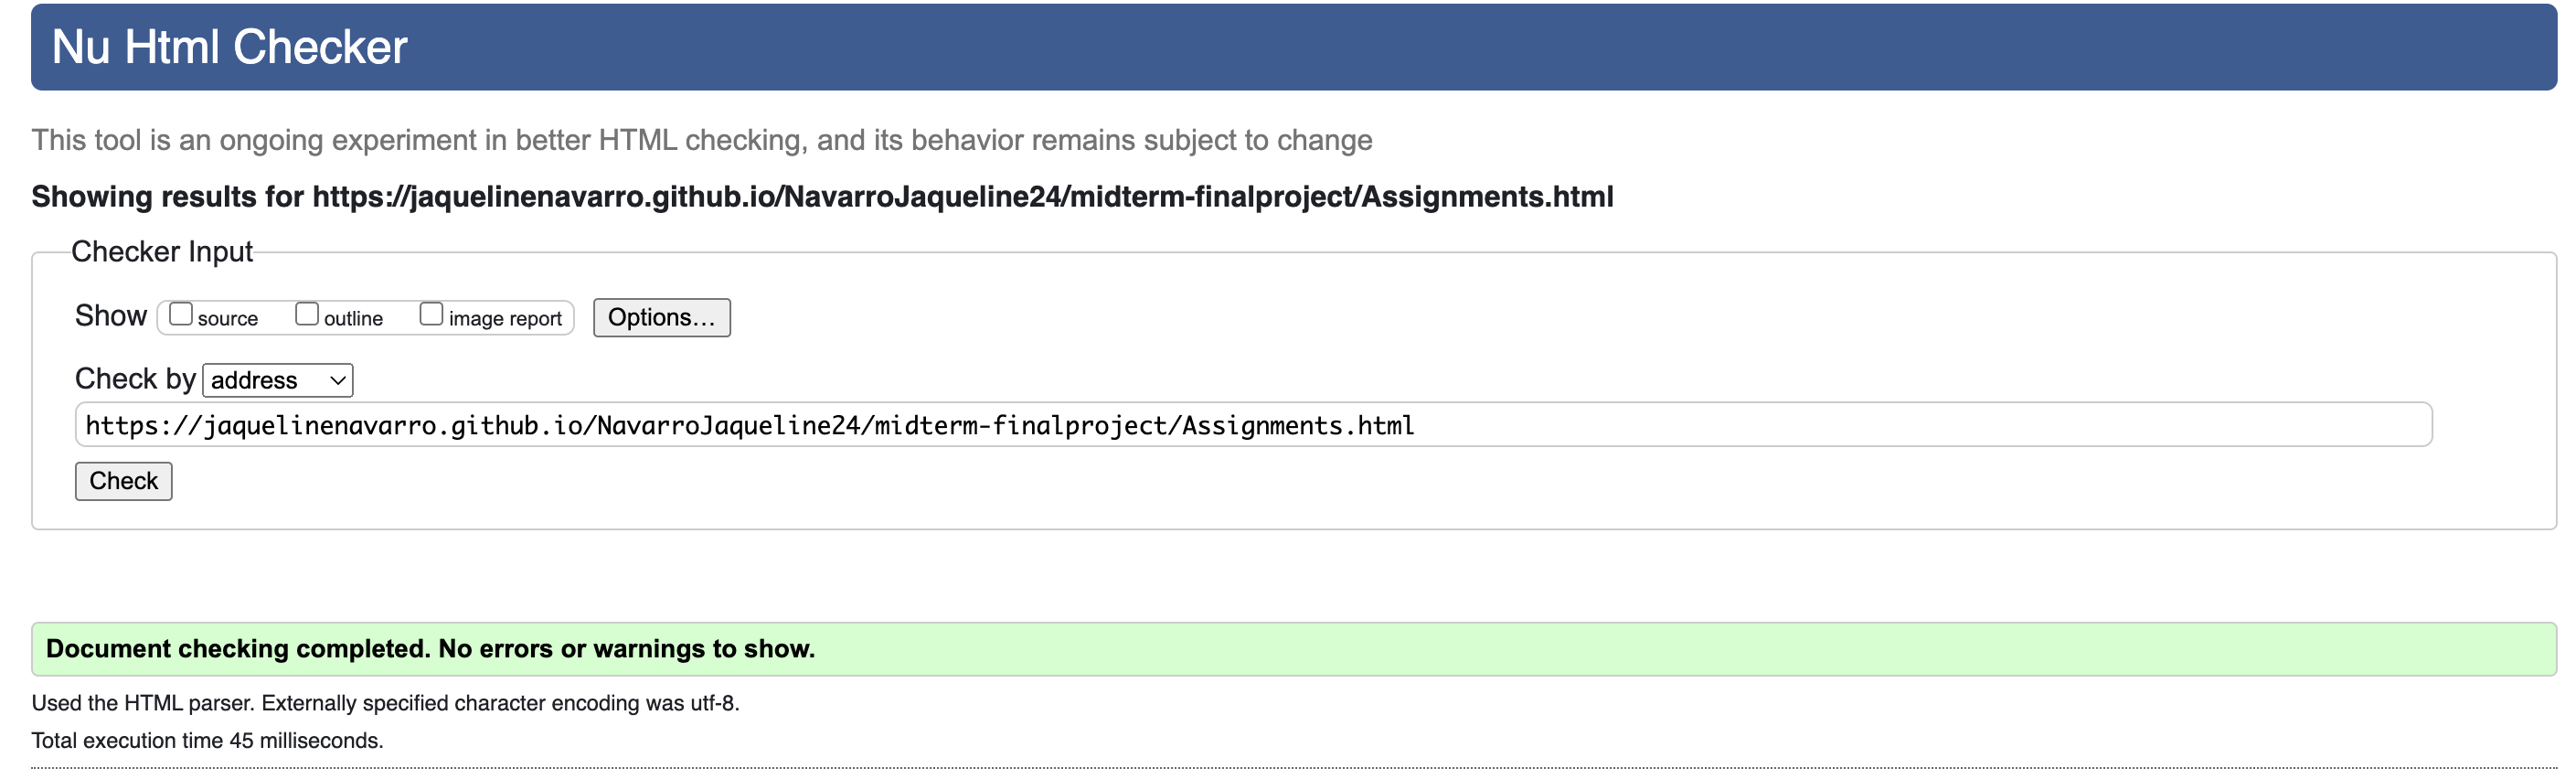 Nu Html Checker
This tool is an ongoing experiment in better HTML checking, and its behavior remains subject to change
Showing results for https://jaquelinenavarro.github.io/NavarroJaqueline24/midterm-finalproject/Assignments.html
Checker Input
Show source outline image report Options...
Check by address
https://jaquelinenavarro.github.io/NavarroJaqueline24/midterm-finalproject/Assignments.html
Check
Document checking completed. No errors or warnings to show.
Used the HTML parser. Externally specified character encoding was utf-8.
Total execution time 45 milliseconds.